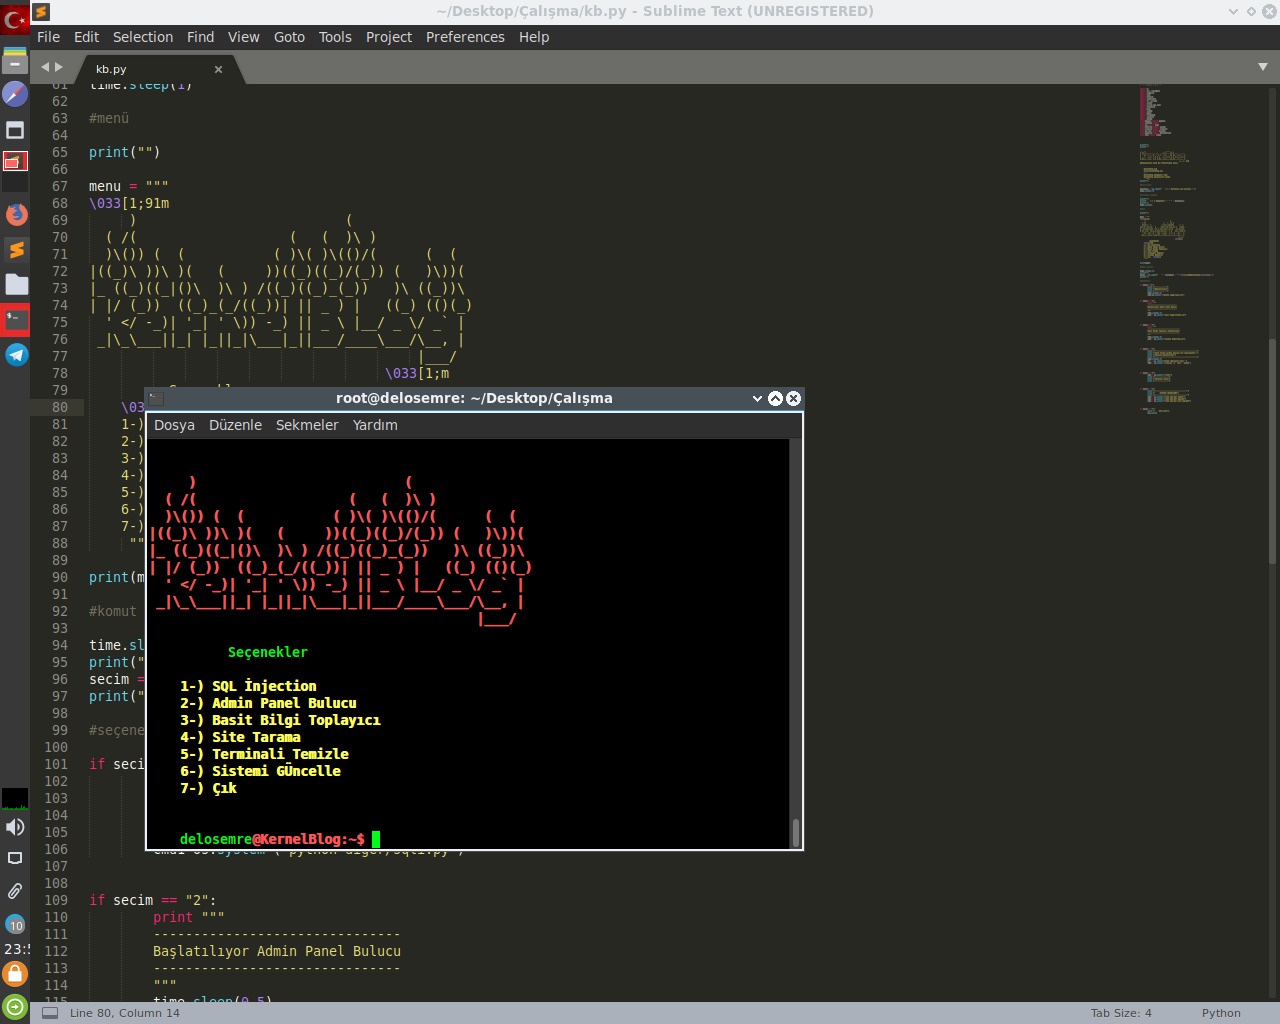 ~/Desktop/Çalışma/kb.py - Sublime Text (UNREGISTERED)
File Edit Selection Find View Goto Tools Project Preferences Help
kb.py
61 time.sleep(1)
62
63 #menü
64
65 print("")
66
67 menu = """
68 \033[1;91m
69      )                          (
70   ( /(                   (   (  )\ )
71   )\()) (  (           ( )\( )\(()/(      (  (
72 |((_)\ ))\ )(   (     ))((_)((_)/(_)) (   )\))(
73 |_ ((_)((_|()\  )\ ) /((_)((_)_(_))   )\ ((_))\
74 | |/ (_))  ((_)_(_/((_))| || _ ) |   ((_) (()(_)
75   ' </ -_)| '_| ' \)) -_) || _ \ |__/ _ \/ _` |
76  _|\_\___||_| |_||_|\___|_||___/____\___/\__, |
77                                          |___/
78 \033[1;m
79
80 \03
81 1-)
82 2-)
83 3-)
84 4-)
85 5-)
86 6-)
87 7-)
88 ""
89
90 print(m
91
92 #komut
93
94 time.sl
95 print("
96 secim =
97 print("
98
99 #seçene
100
101 if seci
102
103
104
105
106
107
108
109 if secim == "2":
110 print """
111 -------------------------------
112 Başlatılıyor Admin Panel Bulucu
113 -------------------------------
114 """
115 time.sleep(0.5)
root@delosemre: ~/Desktop/Çalışma
Dosya Düzenle Sekmeler Yardım
     )                          (
  ( /(                   (   (  )\ )
  )\()) (  (           ( )\( )\(()/(      (  (
|((_)\ ))\ )(   (     ))((_)((_)/(_)) (   )\))(
|_ ((_)((_|()\  )\ ) /((_)((_)_(_))   )\ ((_))\
| |/ (_))  ((_)_(_/((_))| || _ ) |   ((_) (()(_)
  ' </ -_)| '_| ' \)) -_) || _ \ |__/ _ \/ _` |
 _|\_\___||_| |_||_|\___|_||___/____\___/\__, |
                                         |___/
Seçenekler
1-) SQL İnjection
2-) Admin Panel Bulucu
3-) Basit Bilgi Toplayıcı
4-) Site Tarama
5-) Terminali Temizle
6-) Sistemi GÜncelle
7-) Çık
delosemre@KernelBlog:~$
10
23:5
Line 80, Column 14
Tab Size: 4
Python